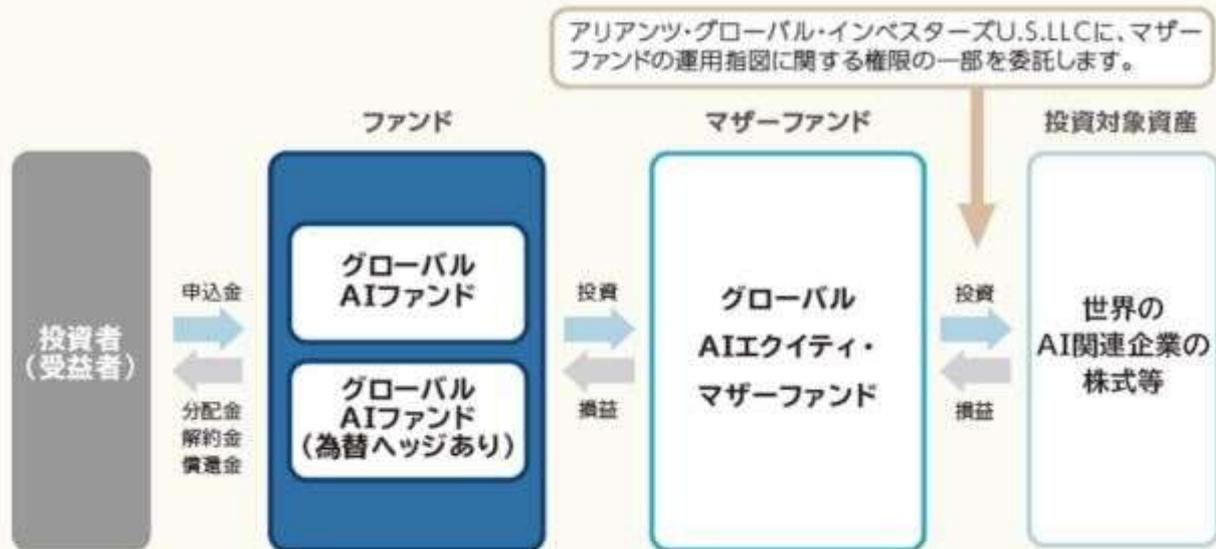 アリアンツ・グローバル・インベスターズU.S.LLCに、マザー
ファンドの運用指図に関する権限の一部を委託します。
ファンド
マザーファンド
投資対象資産
投資者
（受益者）
申込金
分配金
解約金
償還金
グローバル
AIファンド
グローバル
AIファンド
（為替ヘッジあり）
投資
損益
グローバル
AIエクイティ・
マザーファンド
投資
損益
世界の
AI関連企業の
株式等